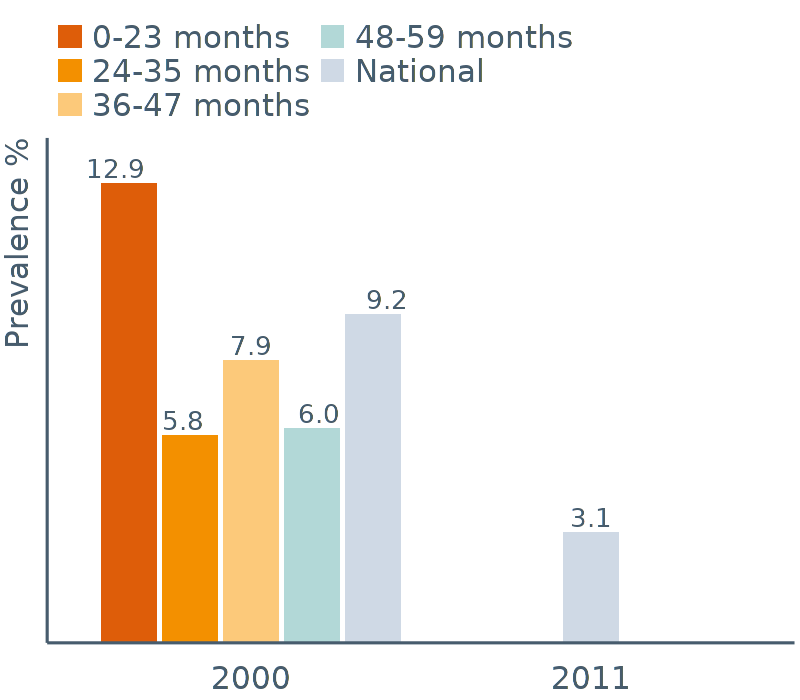 0-23 months
24-35 months
36-47 months
48-59 months
National
Prevalence %
12.9
5.8
7.9
6.0
9.2
3.1
2000
2011